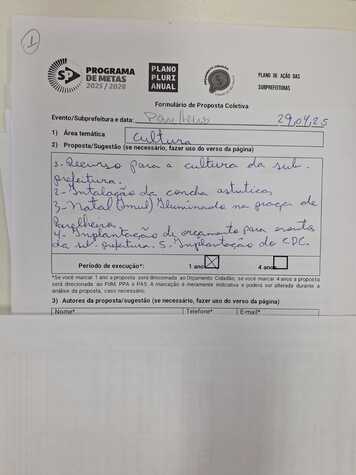 1
SP
PROGRAMA
DE METAS
2025 / 2028
PLANO
PLURI
ANUAL
PLANO DE AÇÃO DAS
SUBPREFEITURAS
Formulário de Proposta Coletiva
Evento/Subprefeitura e data: Parelheiros 29,04,25
1) Área temática Cultura
2) Proposta/Sugestão (se necessário, fazer uso do verso da página)
1- Recurso para a cultura da sub.
prefeitura.
2- Intalação da concha
3- Natal Iluminado na praça de
Parelheiros
4- Implantação de orçamento para eventos
da sub-prefeitura. 5. Implantação do CDC.
Período de execução*: 1 ano X 4 anos
*Se você marcar 1 ano a proposta será direcionada ao Orçamento Cidadão; se você marcar 4 anos a proposta
será direcionada ao PdM, PPA e PAS. A marcação é meramente indicativa e poderá ser alterada durante a
análise da proposta, caso necessário.
3) Autores da proposta/sugestão (se necessário, fazer uso do verso da página)
Nome* Telefone* E-mail*